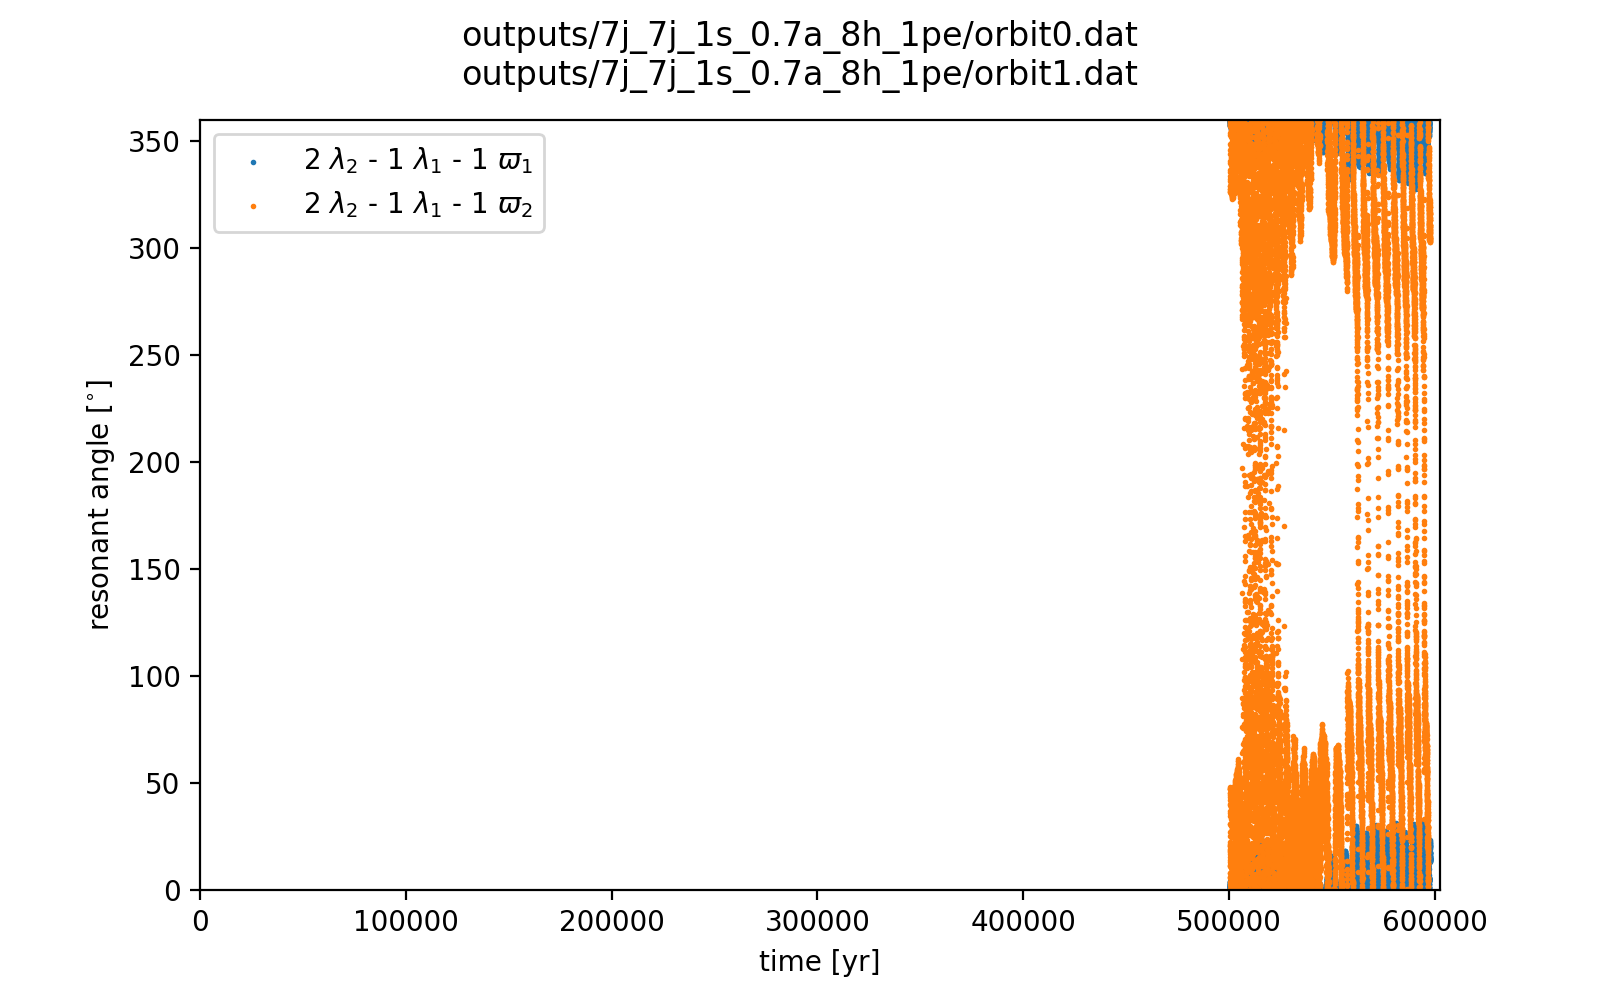 outputs/7j_7j_1s_0.7a_8h_1pe/orbit0.dat
outputs/7j_7j_1s_0.7a_8h_1pe/orbit1.dat
2 λ₂ - 1 λ₁ - 1 ϖ₁
2 λ₂ - 1 λ₁ - 1 ϖ₂
350
300
250
200
150
100
50
0
resonant angle [°]
0 100000 200000 300000 400000 500000 600000
time [yr]